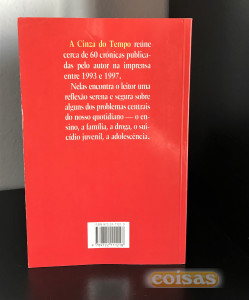 A Cinza do Tempo reúne
cerca de 60 crónicas publica-
das pelo autor na imprensa
entre 1993 e 1997.
Nelas encontra o leitor uma
reflexão serena e segura sobre
alguns dos problemas centrais
do nosso quotidiano — o en-
sino, a família, a droga, o sui-
cídio juvenil, a adolescência.
coisas